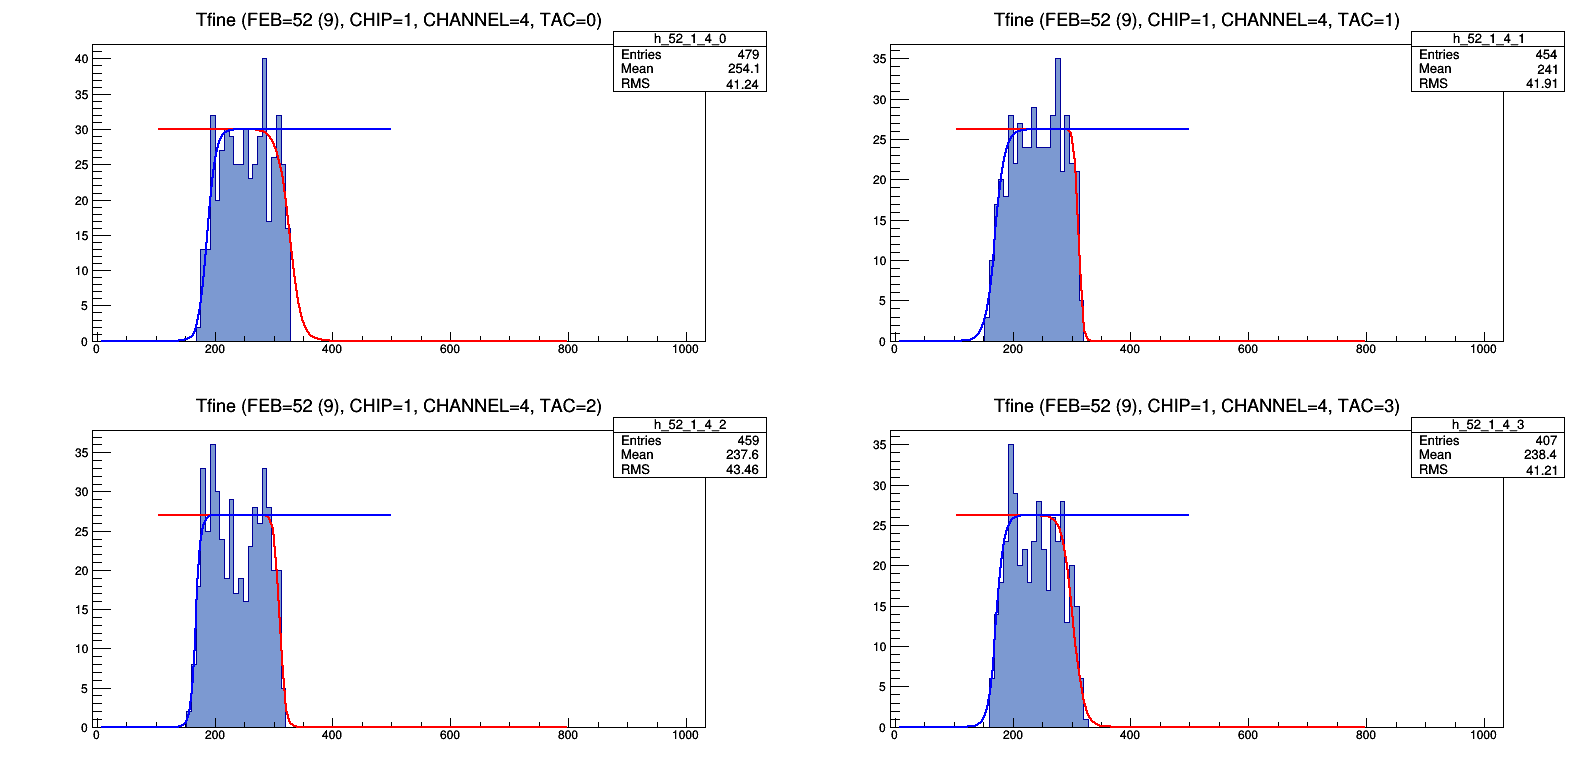 Tfine (FEB=52 (9), CHIP=1, CHANNEL=4, TAC=0)
h_52_1_4_0
Entries 479
Mean 254.1
RMS 41.24
40
35
30
25
20
15
10
5
0
0 200 400 600 800 1000
Tfine (FEB=52 (9), CHIP=1, CHANNEL=4, TAC=1)
h_52_1_4_1
Entries 454
Mean 241
RMS 41.91
35
30
25
20
15
10
5
0
0 200 400 600 800 1000
Tfine (FEB=52 (9), CHIP=1, CHANNEL=4, TAC=2)
h_52_1_4_2
Entries 459
Mean 237.6
RMS 43.46
35
30
25
20
15
10
5
0
0 200 400 600 800 1000
Tfine (FEB=52 (9), CHIP=1, CHANNEL=4, TAC=3)
h_52_1_4_3
Entries 407
Mean 238.4
RMS 41.21
35
30
25
20
15
10
5
0
0 200 400 600 800 1000